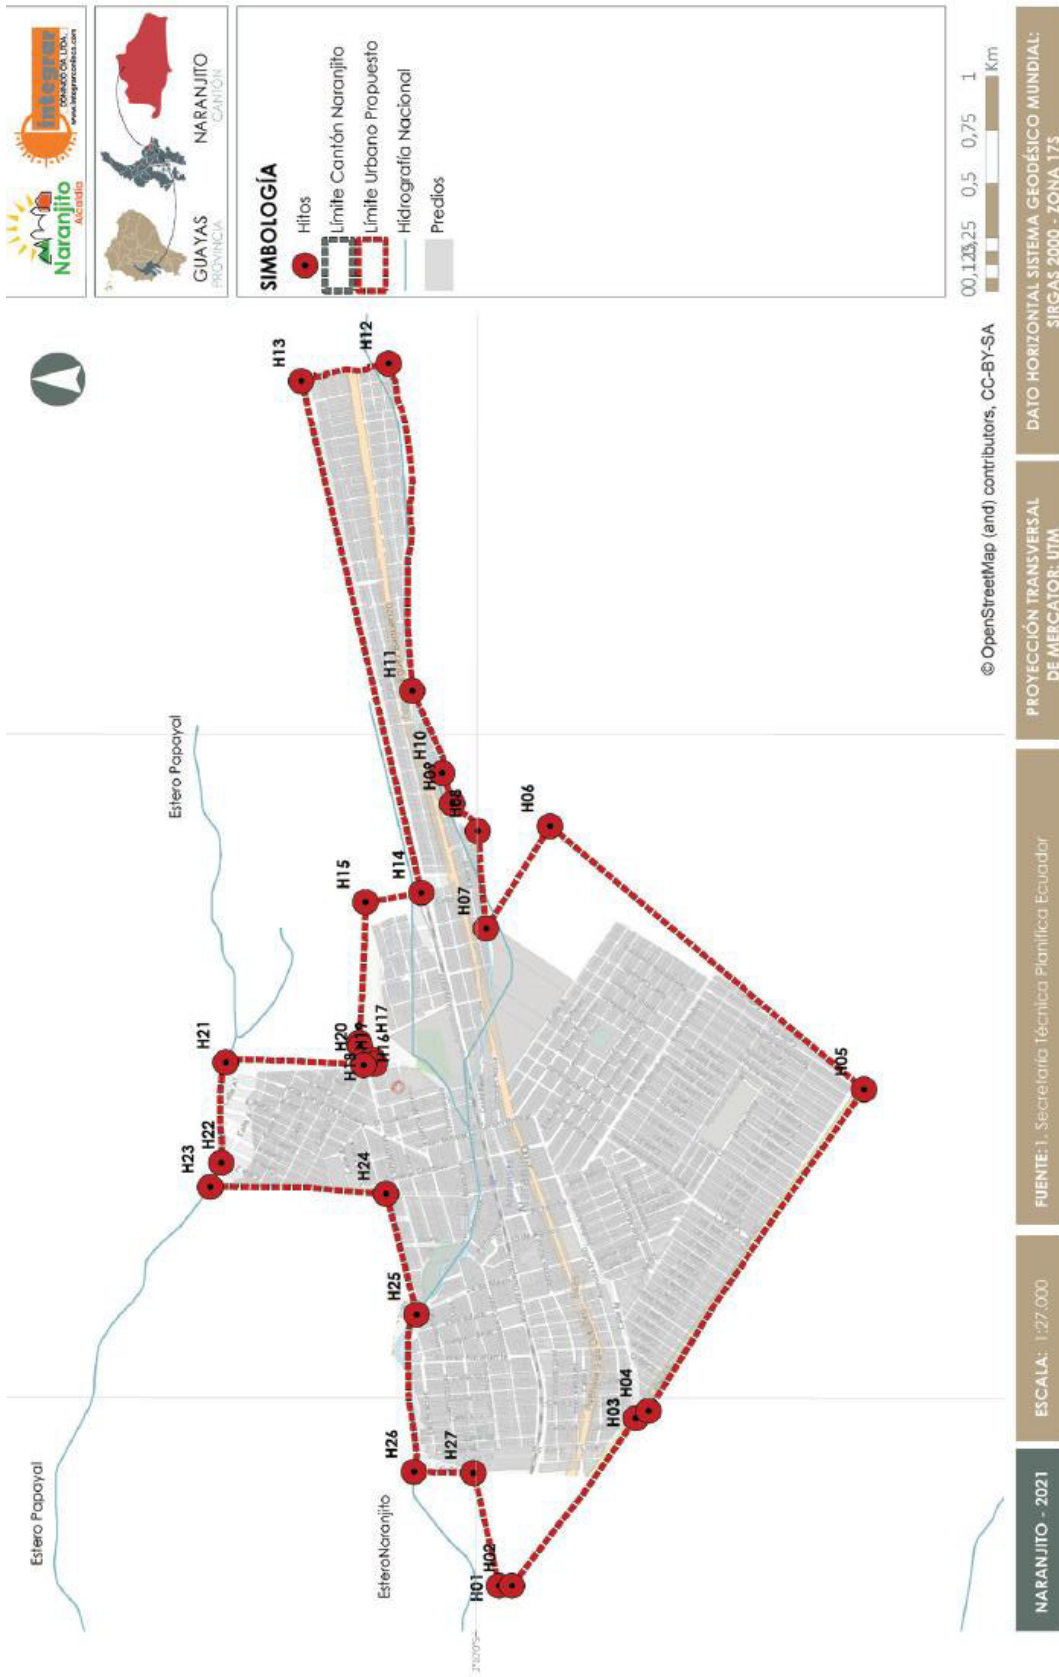 Naranjito
Alcaldía
integrar
www.integrarconinco.com
GUAYAS
PROVINCIA
NARANJITO
CANTÓN
SIMBOLOGÍA
Hitos
Límite Cantón Naranjito
Límite Urbano Propuesto
Hidrografía Nacional
Predios
0,5
0,75
1
Km
Estero Papayal
Estero Papayal
EsteroNaranjito
H01
H02
H03
H04
H05
H06
H07
H08
H09
H10
H11
H12
H13
H14
H15
H16
H17
H18
H19
H20
H21
H22
H23
H24
H25
H26
H27
© OpenStreetMap (and) contributors, CC-BY-SA
NARANJITO - 2021
ESCALA: 1:27.000
FUENTE: 1. Secretaría Técnica Planifica Ecuador
PROYECCIÓN TRANSVERSAL
DE MERCATOR: UTM
DATO HORIZONTAL SISTEMA GEODÉSICO MUNDIAL:
SIRGAS 2000 - ZONA 17S